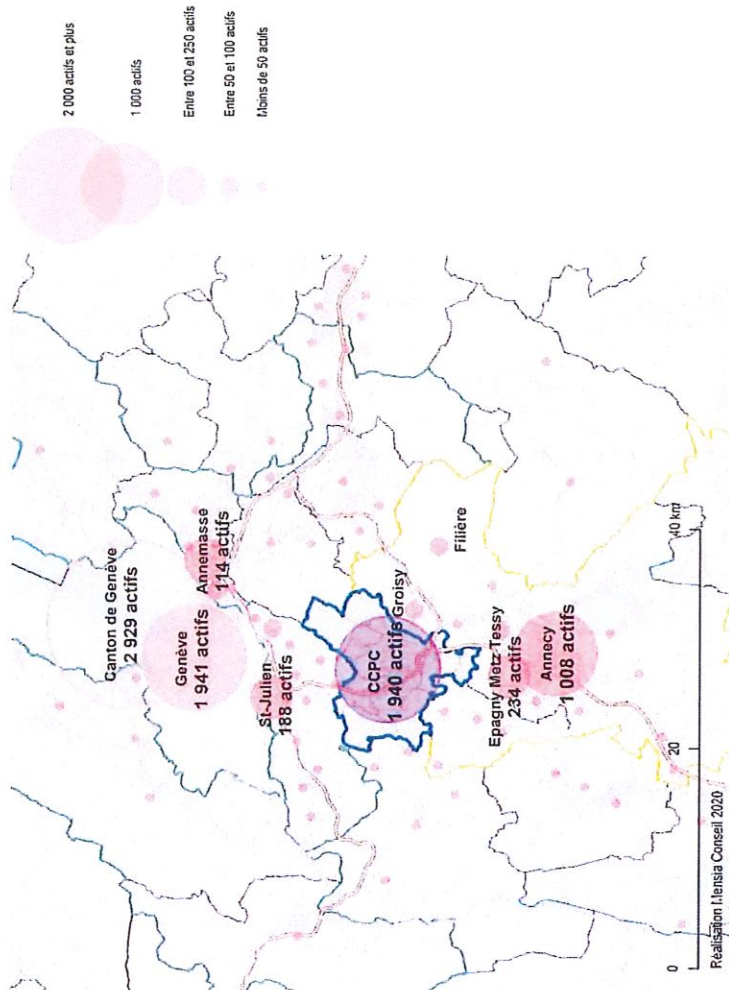 2 000 actifs et plus
1 000 actifs
Entre 100 et 250 actifs
Entre 50 et 100 actifs
Moins de 50 actifs
Canton de Genève
2 929 actifs
Genève
1 941 actifs
Annemasse
114 actifs
St-Julien
188 actifs
CCPC
1 940 actifs
Groisy
Filière
Epagny Metz-Tessy
234 actifs
Annecy
1 008 actifs
0
20
40 km
Réalisation Mensia Conseil 2020